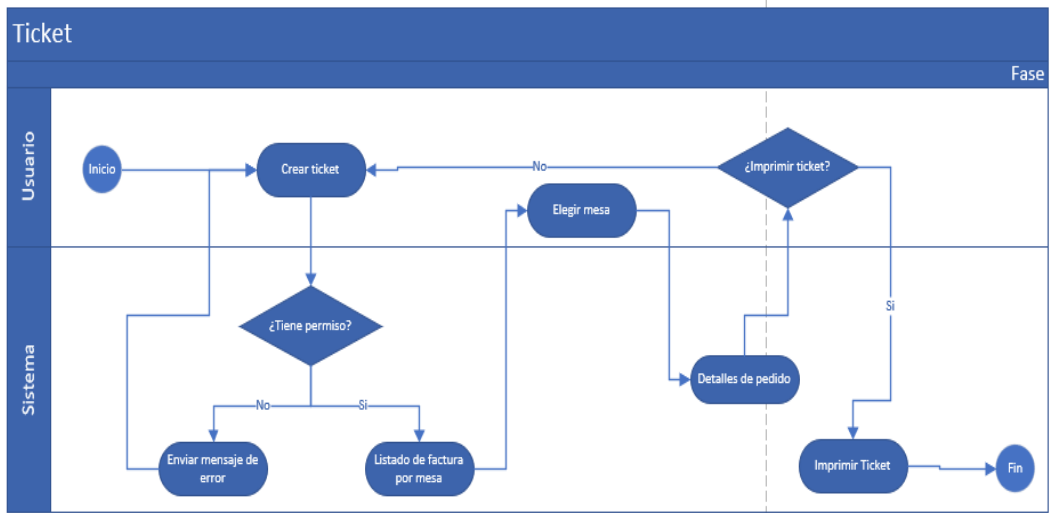 Ticket
Fase
Usuario
Inicio
Crear ticket
No
¿Imprimir ticket?
Elegir mesa
Sistema
¿Tiene permiso?
Si
Detalles de pedido
No
Si
Enviar mensaje de
error
Listado de factura
por mesa
Imprimir Ticket
Fin